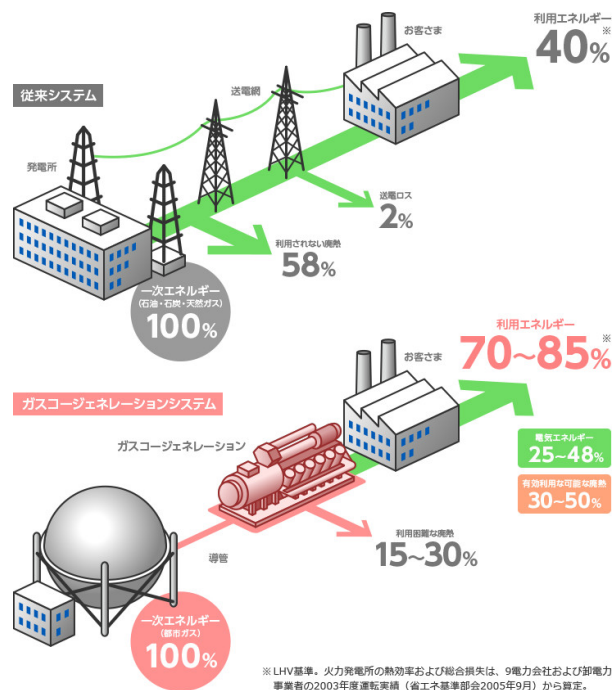 利用エネルギー
40%※
お客さま
従来システム
送電網
発電所
送電ロス
2%
利用されない廃熱
58%
一次エネルギー
(石油・石炭・天然ガス)
100%
利用エネルギー
70~85%※
お客さま
ガスコージェネレーションシステム
ガスコージェネレーション
電気エネルギー
25~48%
有効利用な可能な廃熱
30~50%
利用困難な廃熱
15~30%
導管
一次エネルギー
(都市ガス)
100%
※LHV基準。火力発電所の熱効率および総合損失は、9電力会社および卸電力
事業者の2003年度運転実績（省エネ基準部会2005年9月）から算定。